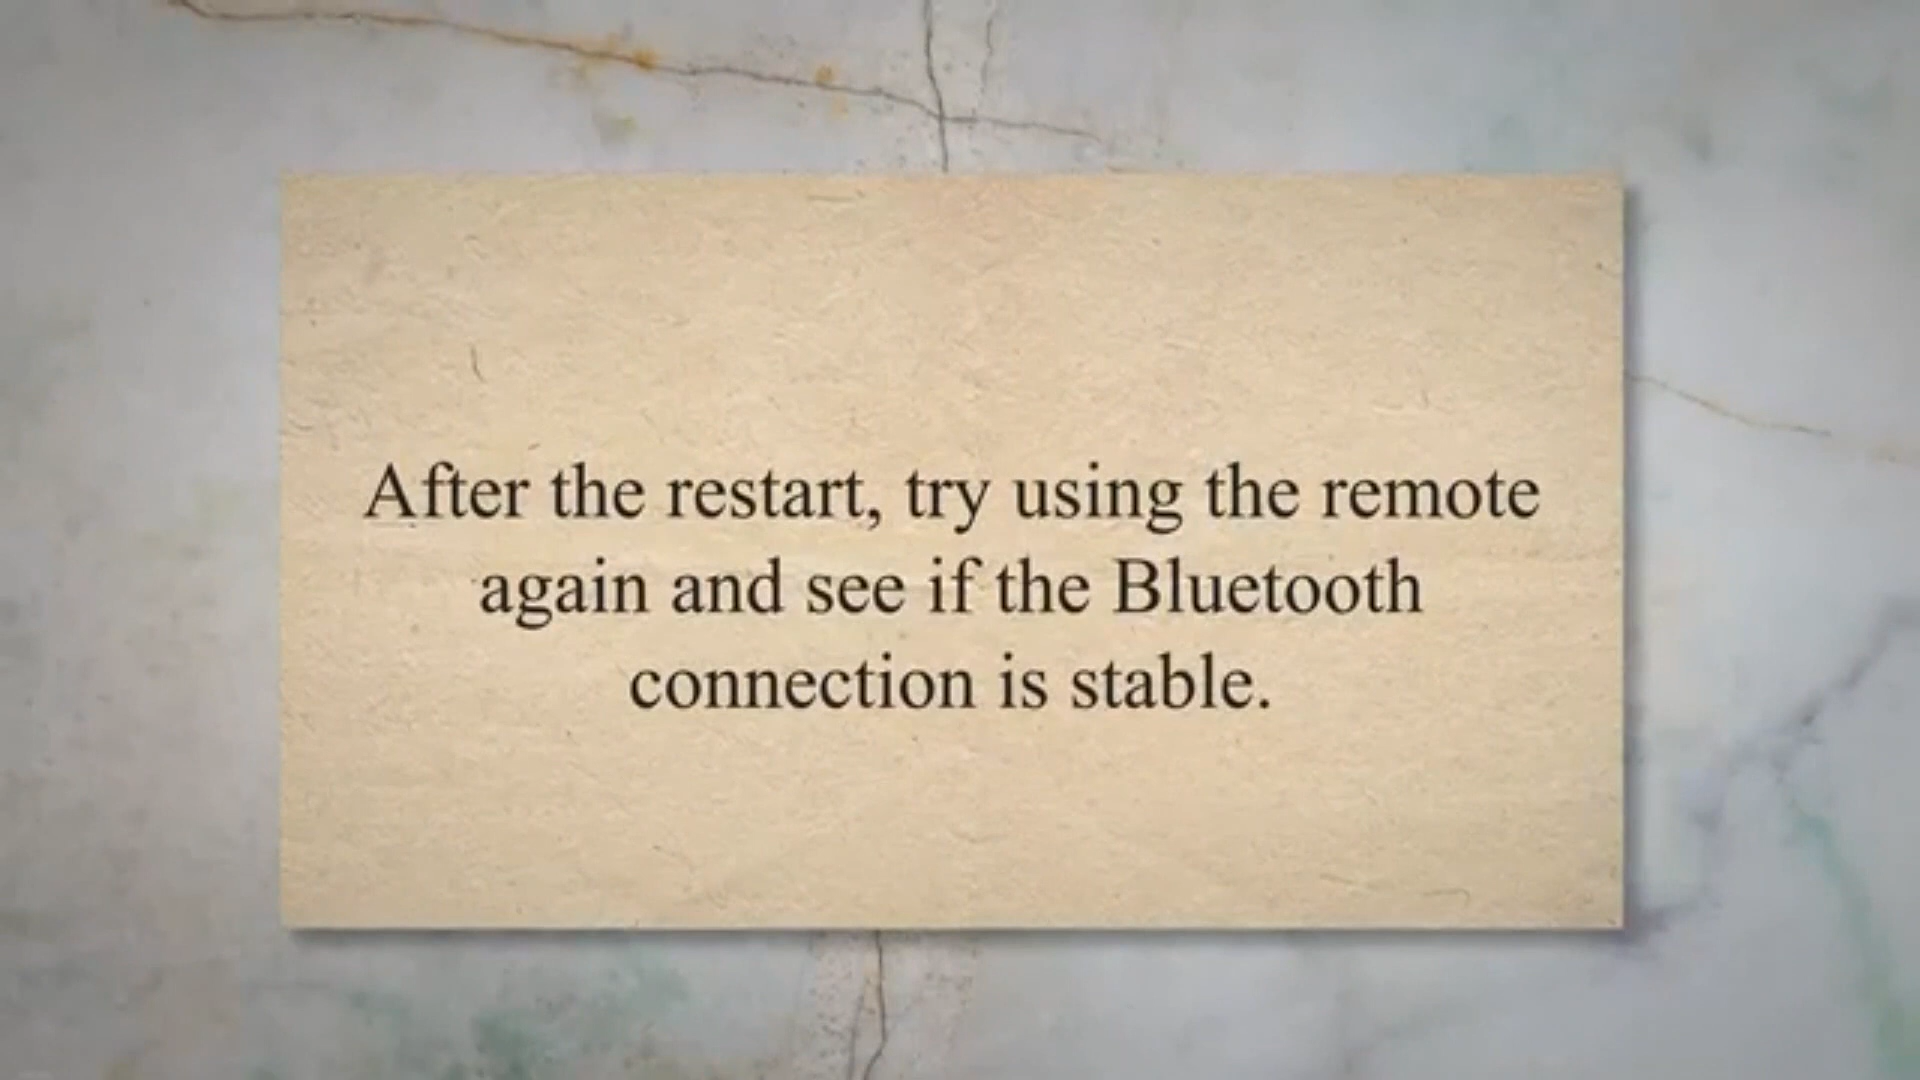 After the restart, try using the remote
again and see if the Bluetooth
connection is stable.